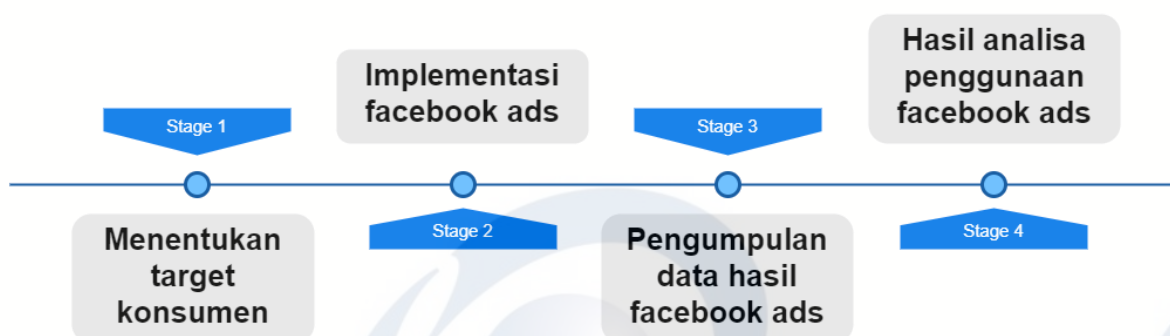 Stage 1
Menentukan
target
konsumen
Implementasi
facebook ads
Stage 2
Stage 3
Pengumpulan
data hasil
facebook ads
Hasil analisa
penggunaan
facebook ads
Stage 4